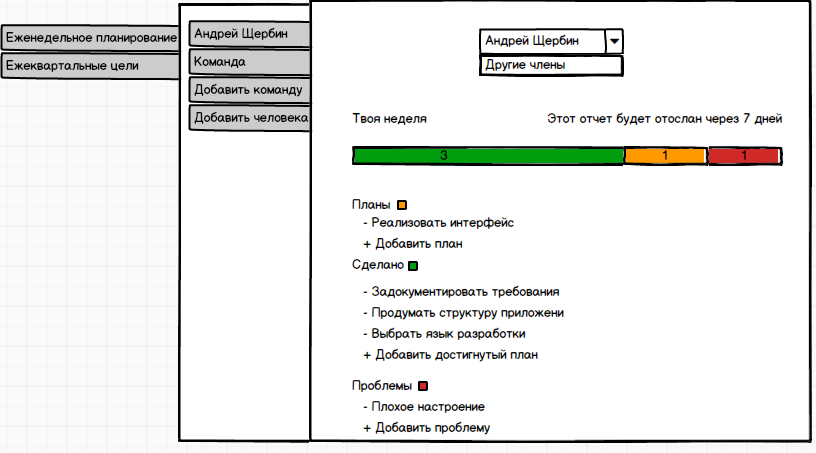 Еженедельное планирование
Ежеквартальные цели
Андрей Щербин
Команда
Добавить команду
Добавить человека
Андрей Щербин
Другие члены
Твоя неделя
Этот отчет будет отослан через 7 дней
3 1 1
Планы
- Реализовать интерфейс
+ Добавить план
Сделано
- Задокументировать требования
- Продумать структуру приложени
- Выбрать язык разработки
+ Добавить достигнутый план
Проблемы
- Плохое настроение
+ Добавить проблему